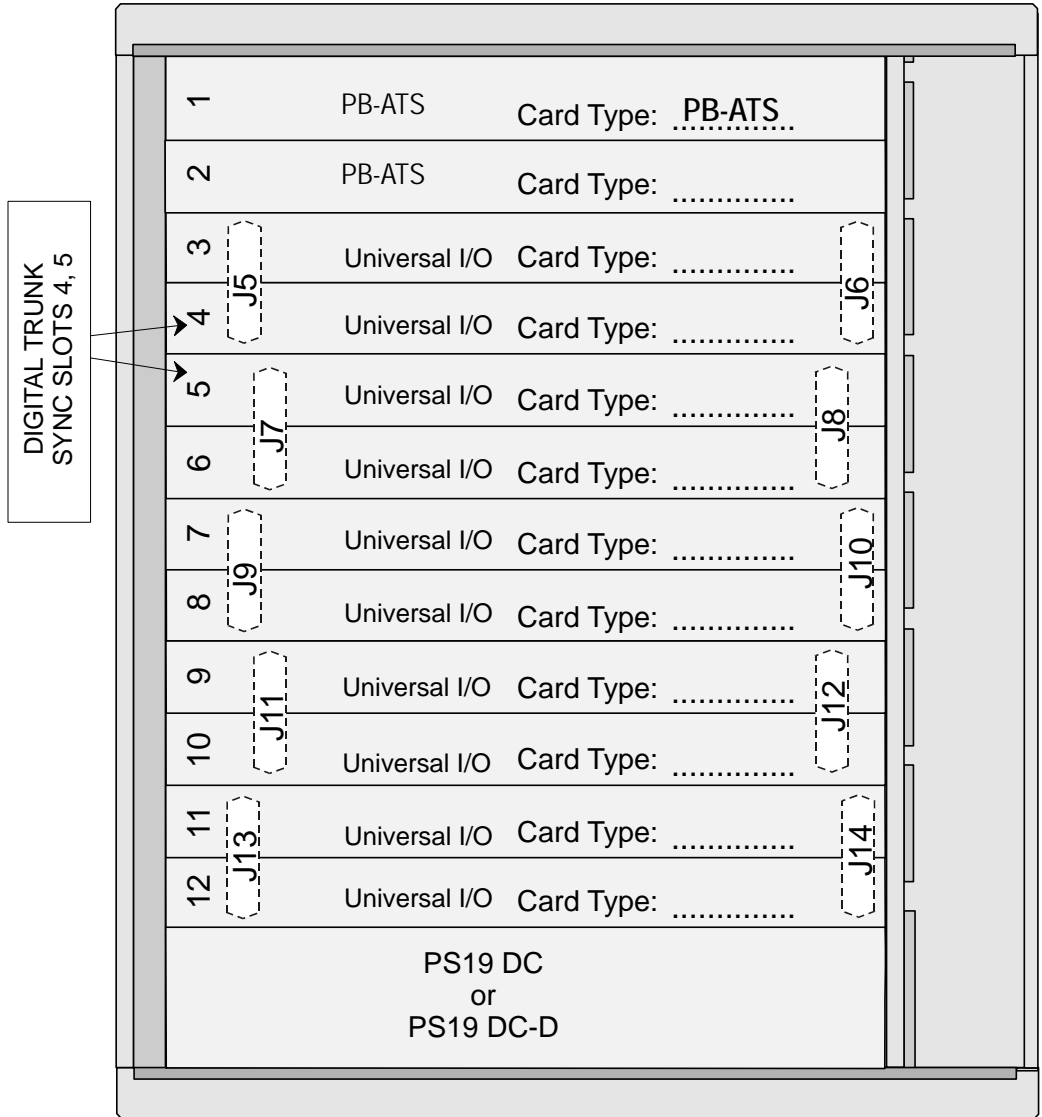 1 PB-ATS Card Type: PB-ATS
2 PB-ATS Card Type: ..............
3 Universal I/O Card Type: ..............
J5 J6
4 Universal I/O Card Type: ..............
DIGITAL TRUNK
SYNC SLOTS 4, 5
5 Universal I/O Card Type: ..............
J7 J8
6 Universal I/O Card Type: ..............
7 Universal I/O Card Type: ..............
J9 J10
8 Universal I/O Card Type: ..............
9 Universal I/O Card Type: ..............
J11 J12
10 Universal I/O Card Type: ..............
11 Universal I/O Card Type: ..............
J13 J14
12 Universal I/O Card Type: ..............
PS19 DC
or
PS19 DC-D